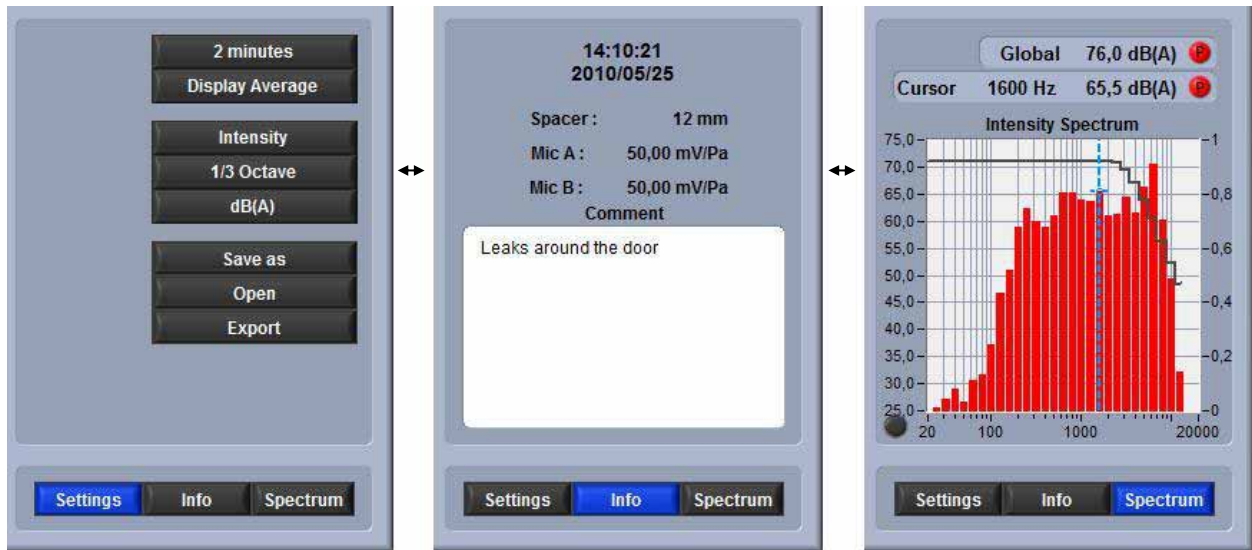 2 minutes
Display Average
Intensity
1/3 Octave
dB(A)
Save as
Open
Export
Settings Info Spectrum
14:10:21
2010/05/25
Spacer : 12 mm
Mic A : 50,00 mV/Pa
Mic B : 50,00 mV/Pa
Comment
Leaks around the door
Settings Info Spectrum
Global 76,0 dB(A) P
Cursor 1600 Hz 65,5 dB(A) P
Intensity Spectrum
75,0 1
70,0
65,0 0,8
60,0
55,0 0,6
50,0
45,0 0,4
40,0
35,0 0,2
30,0
25,0 0
20 100 1000 20000
Settings Info Spectrum